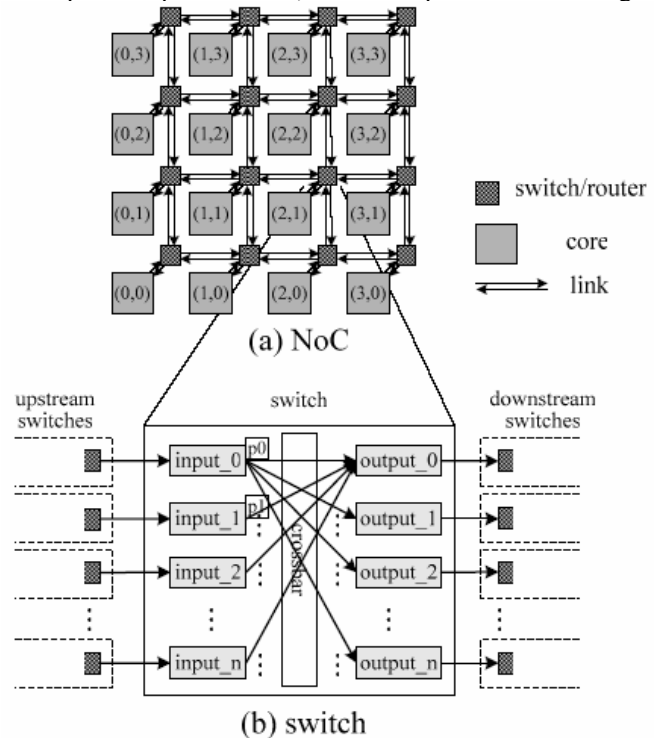 (0,3) (1,3) (2,3) (3,3)
(0,2) (1,2) (2,2) (3,2)
(0,1) (1,1) (2,1) (3,1)
(0,0) (1,0) (2,0) (3,0)
switch/router
core
link
(a) NoC
upstream
switches
switch
downstream
switches
input_0 p0 output_0
input_1 p1 output_1
input_2 output_2
input_n output_n
crossbar
(b) switch